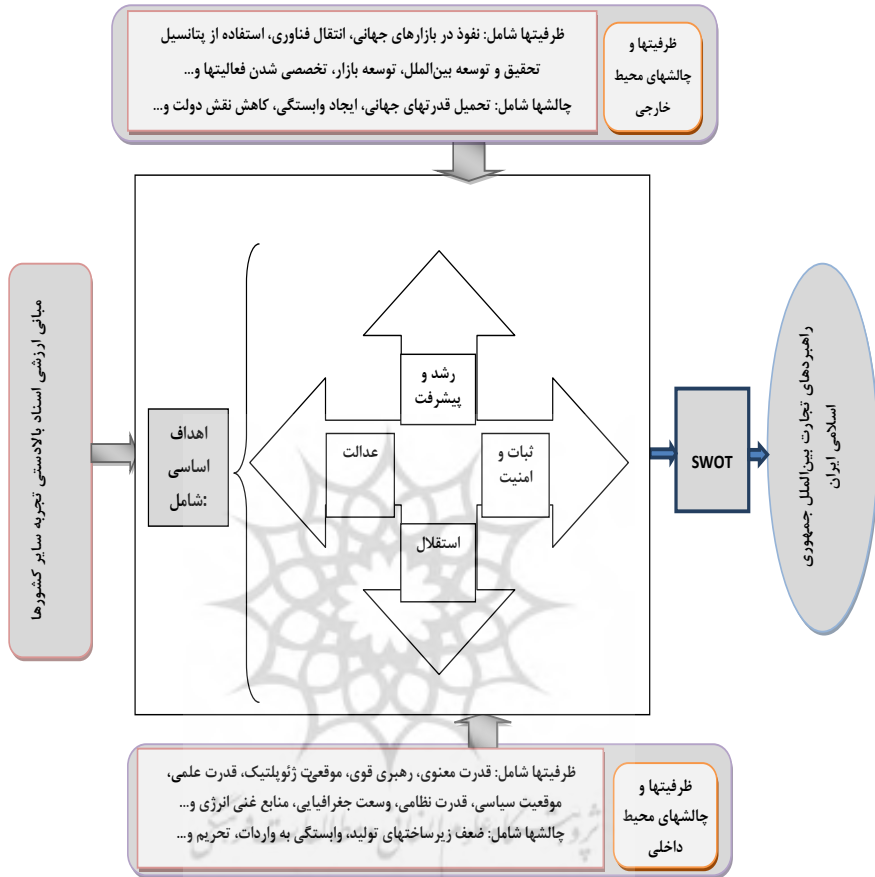 ظرفیتها و
چالشهای محیط
خارجی
ظرفیتها شامل: نفوذ در بازارهای جهانی، انتقال فناوری، استفاده از پتانسیل
تحقیق و توسعه بین‌الملل، توسعه بازار، تخصصی شدن فعالیتها و...
چالشها شامل: تحمیل قدرتهای جهانی، ایجاد وابستگی، کاهش نقش دولت و...
مبانی ارزشی اسناد بالادستی تجربه سایر کشورها
اهداف
اساسی
شامل:
رشد و
پیشرفت
ثبات و
امنیت
عدالت
استقلال
SWOT
راهبردهای تجارت بین‌الملل جمهوری
اسلامی ایران
ظرفیتها و
چالشهای محیط
داخلی
ظرفیتها شامل: قدرت معنوی، رهبری قوی، موقعیت ژئوپلتیک، قدرت علمی،
موقعیت سیاسی، قدرت نظامی، وسعت جغرافیایی، منابع غنی انرژی و...
چالشها شامل: ضعف زیرساختهای تولید، وابستگی به واردات، تحریم و...